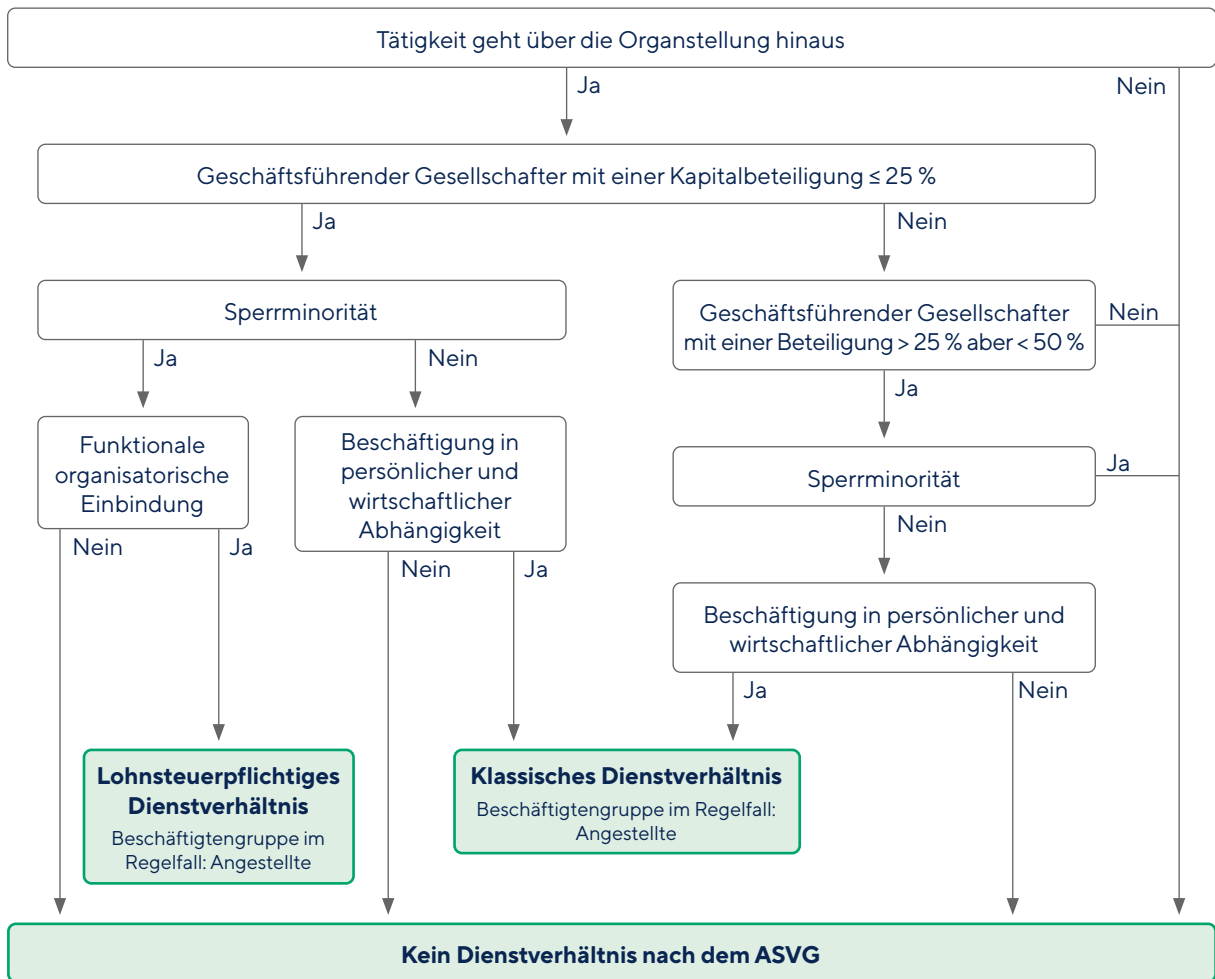 Tätigkeit geht über die Organstellung hinaus
Ja
Nein
Geschäftsführender Gesellschafter mit einer Kapitalbeteiligung ≤ 25 %
Ja
Nein
Sperrminorität
Geschäftsführender Gesellschafter
mit einer Beteiligung > 25 % aber < 50 %
Nein
Ja
Nein
Ja
Funktionale
organisatorische
Einbindung
Beschäftigung in
persönlicher und
wirtschaftlicher
Abhängigkeit
Sperrminorität
Ja
Nein
Nein
Ja
Nein
Ja
Beschäftigung in persönlicher und
wirtschaftlicher Abhängigkeit
Ja
Nein
Lohnsteuerpflichtiges
Dienstverhältnis
Beschäftigtengruppe im
Regelfall: Angestellte
Klassisches Dienstverhältnis
Beschäftigtengruppe im Regelfall:
Angestellte
Kein Dienstverhältnis nach dem ASVG